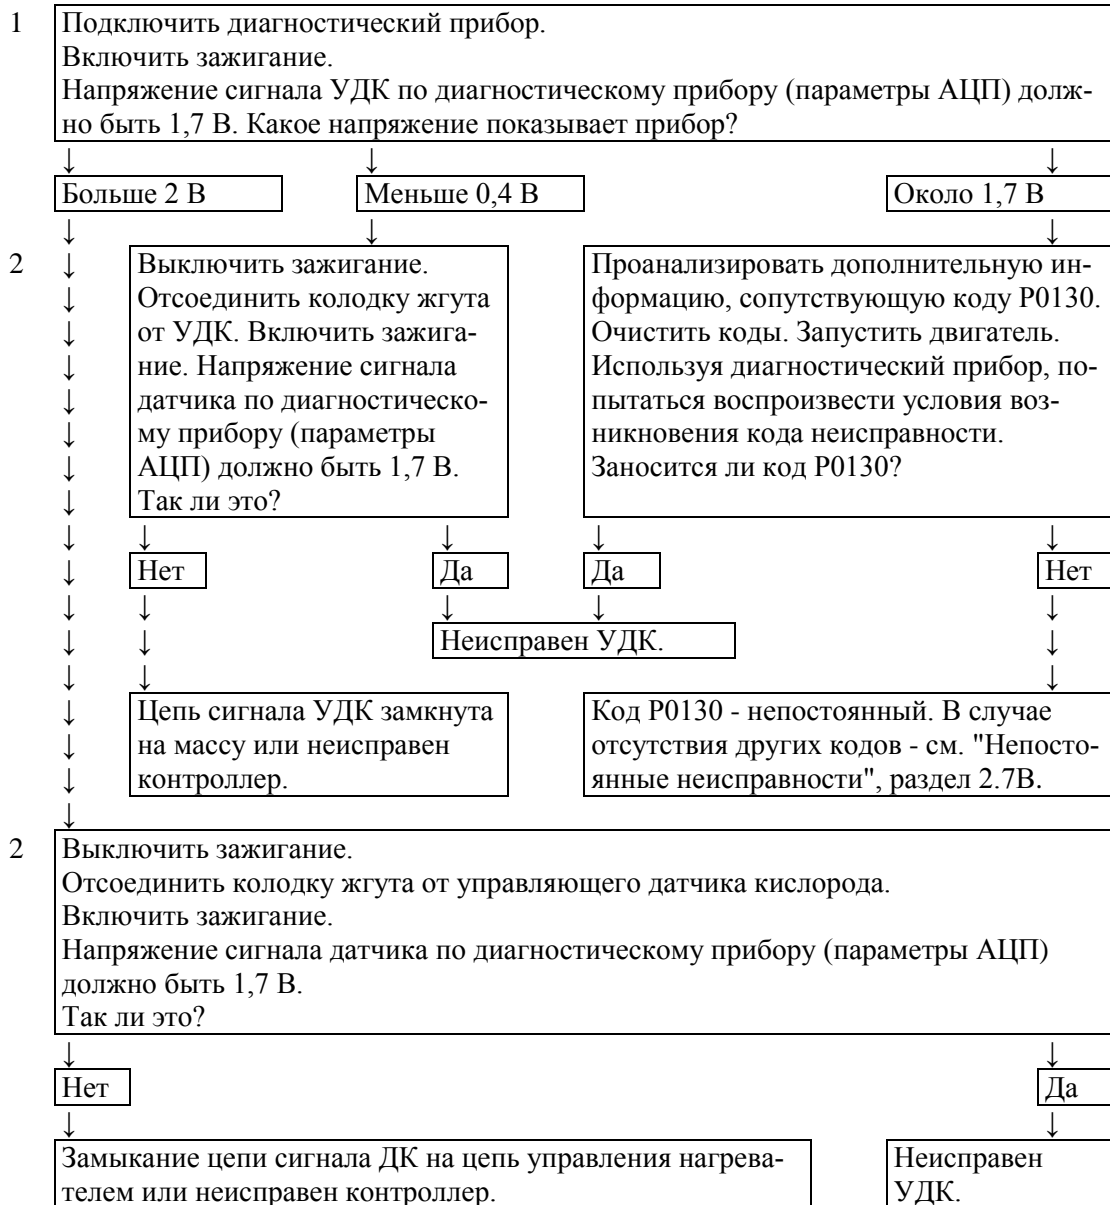 1
Подключить диагностический прибор.
Включить зажигание.
Напряжение сигнала УДК по диагностическому прибору (параметры АЦП) долж-
но быть 1,7 В. Какое напряжение показывает прибор?
Больше 2 В
Меньше 0,4 В
Около 1,7 В
2
Выключить зажигание.
Отсоединить колодку жгута
от УДК. Включить зажига-
ние. Напряжение сигнала
датчика по диагностическо-
му прибору (параметры
АЦП) должно быть 1,7 В.
Так ли это?
Проанализировать дополнительную ин-
формацию, сопутствующую коду P0130.
Очистить коды. Запустить двигатель.
Используя диагностический прибор, по-
пытаться воспроизвести условия воз-
никновения кода неисправности.
Заносится ли код P0130?
Нет
Да
Да
Нет
Неисправен УДК.
Цепь сигнала УДК замкнута
на массу или неисправен
контроллер.
Код P0130 - непостоянный. В случае
отсутствия других кодов - см. "Непосто-
янные неисправности", раздел 2.7В.
2
Выключить зажигание.
Отсоединить колодку жгута от управляющего датчика кислорода.
Включить зажигание.
Напряжение сигнала датчика по диагностическому прибору (параметры АЦП)
должно быть 1,7 В.
Так ли это?
Нет
Да
Замыкание цепи сигнала ДК на цепь управления нагрева-
телем или неисправен контроллер.
Неисправен
УДК.